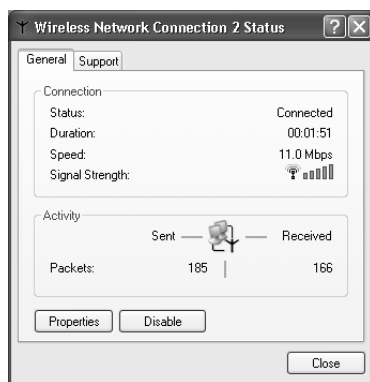 Wireless Network Connection 2 Status
General Support
Connection
Status: Connected
Duration: 00:01:51
Speed: 11.0 Mbps
Signal Strength:
Activity
Sent — — Received
Packets: 185 | 166
Properties Disable
Close